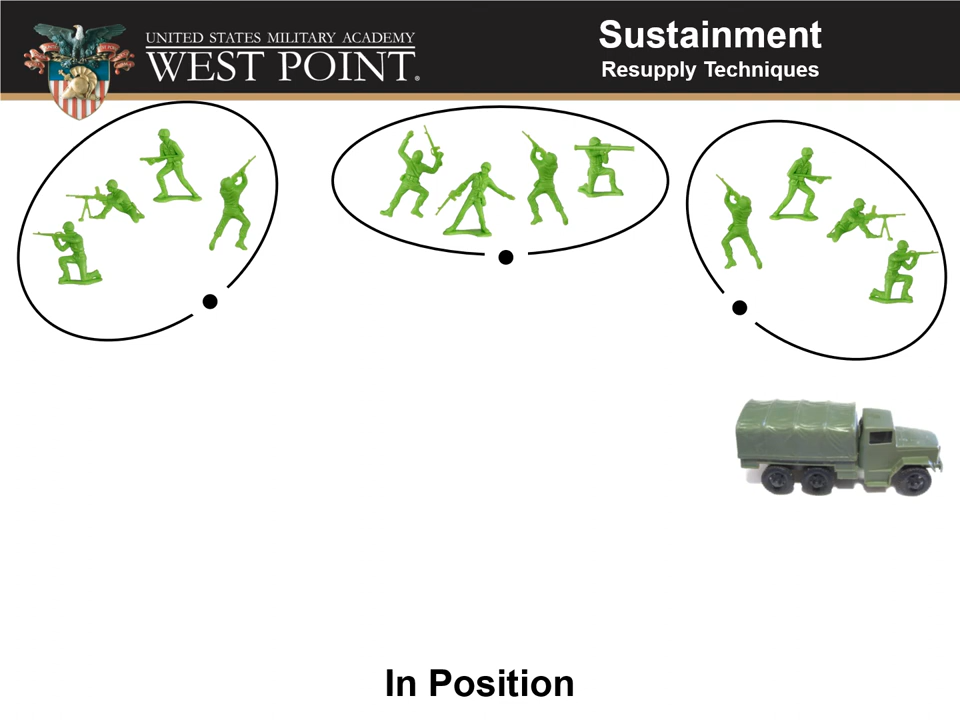 UNITED STATES MILITARY ACADEMY
WEST POINT.®
Sustainment
Resupply Techniques
In Position